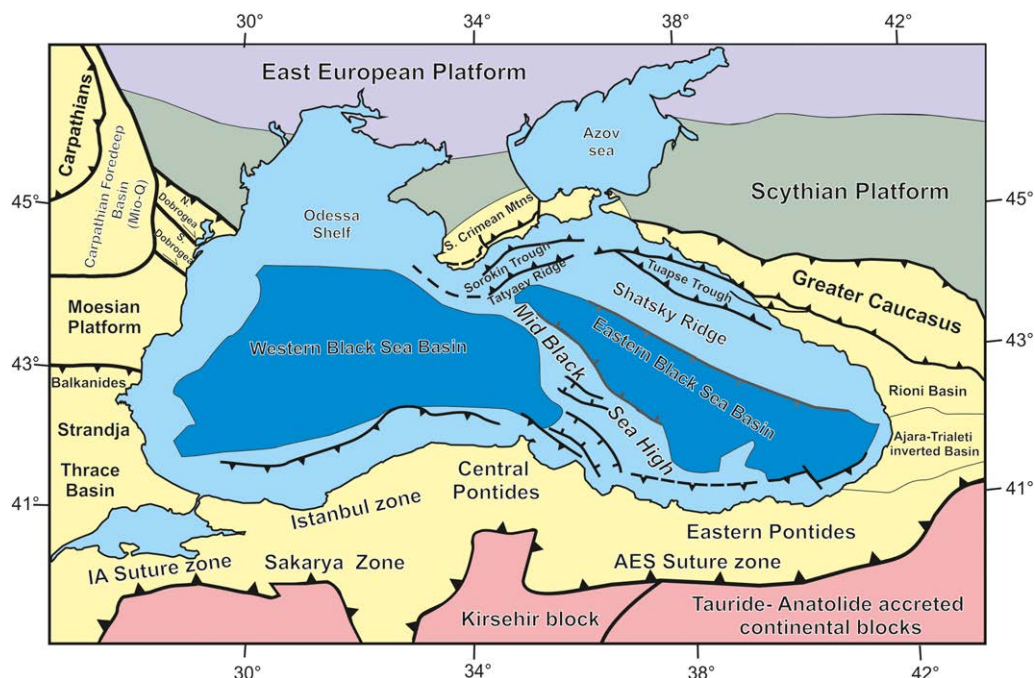 30°
34°
38°
42°
East European Platform
Azov
sea
Carpathians
Carpathian Foredeep
Basin
(Mio-Q)
N.
Dobrogea
S.
Dobrogea
Scythian Platform
45°
45°
Odessa
Shelf
S. Crimean Mtns
Sorokin Trough
Tatyaev Ridge
Tuapse Trough
Shatsky Ridge
Greater Caucasus
Moesian
Platform
Western Black Sea Basin
Mid Black
Sea High
Eastern Black Sea
Basin
43°
43°
Balkanides
Rioni Basin
Strandja
Ajara-Trialeti
inverted Basin
Thrace
Basin
Central
Pontides
41°
41°
Istanbul zone
Eastern Pontides
IA Suture zone
Sakarya Zone
AES Suture zone
Kirsehir block
Tauride- Anatolide accreted
continental blocks
30°
34°
38°
42°